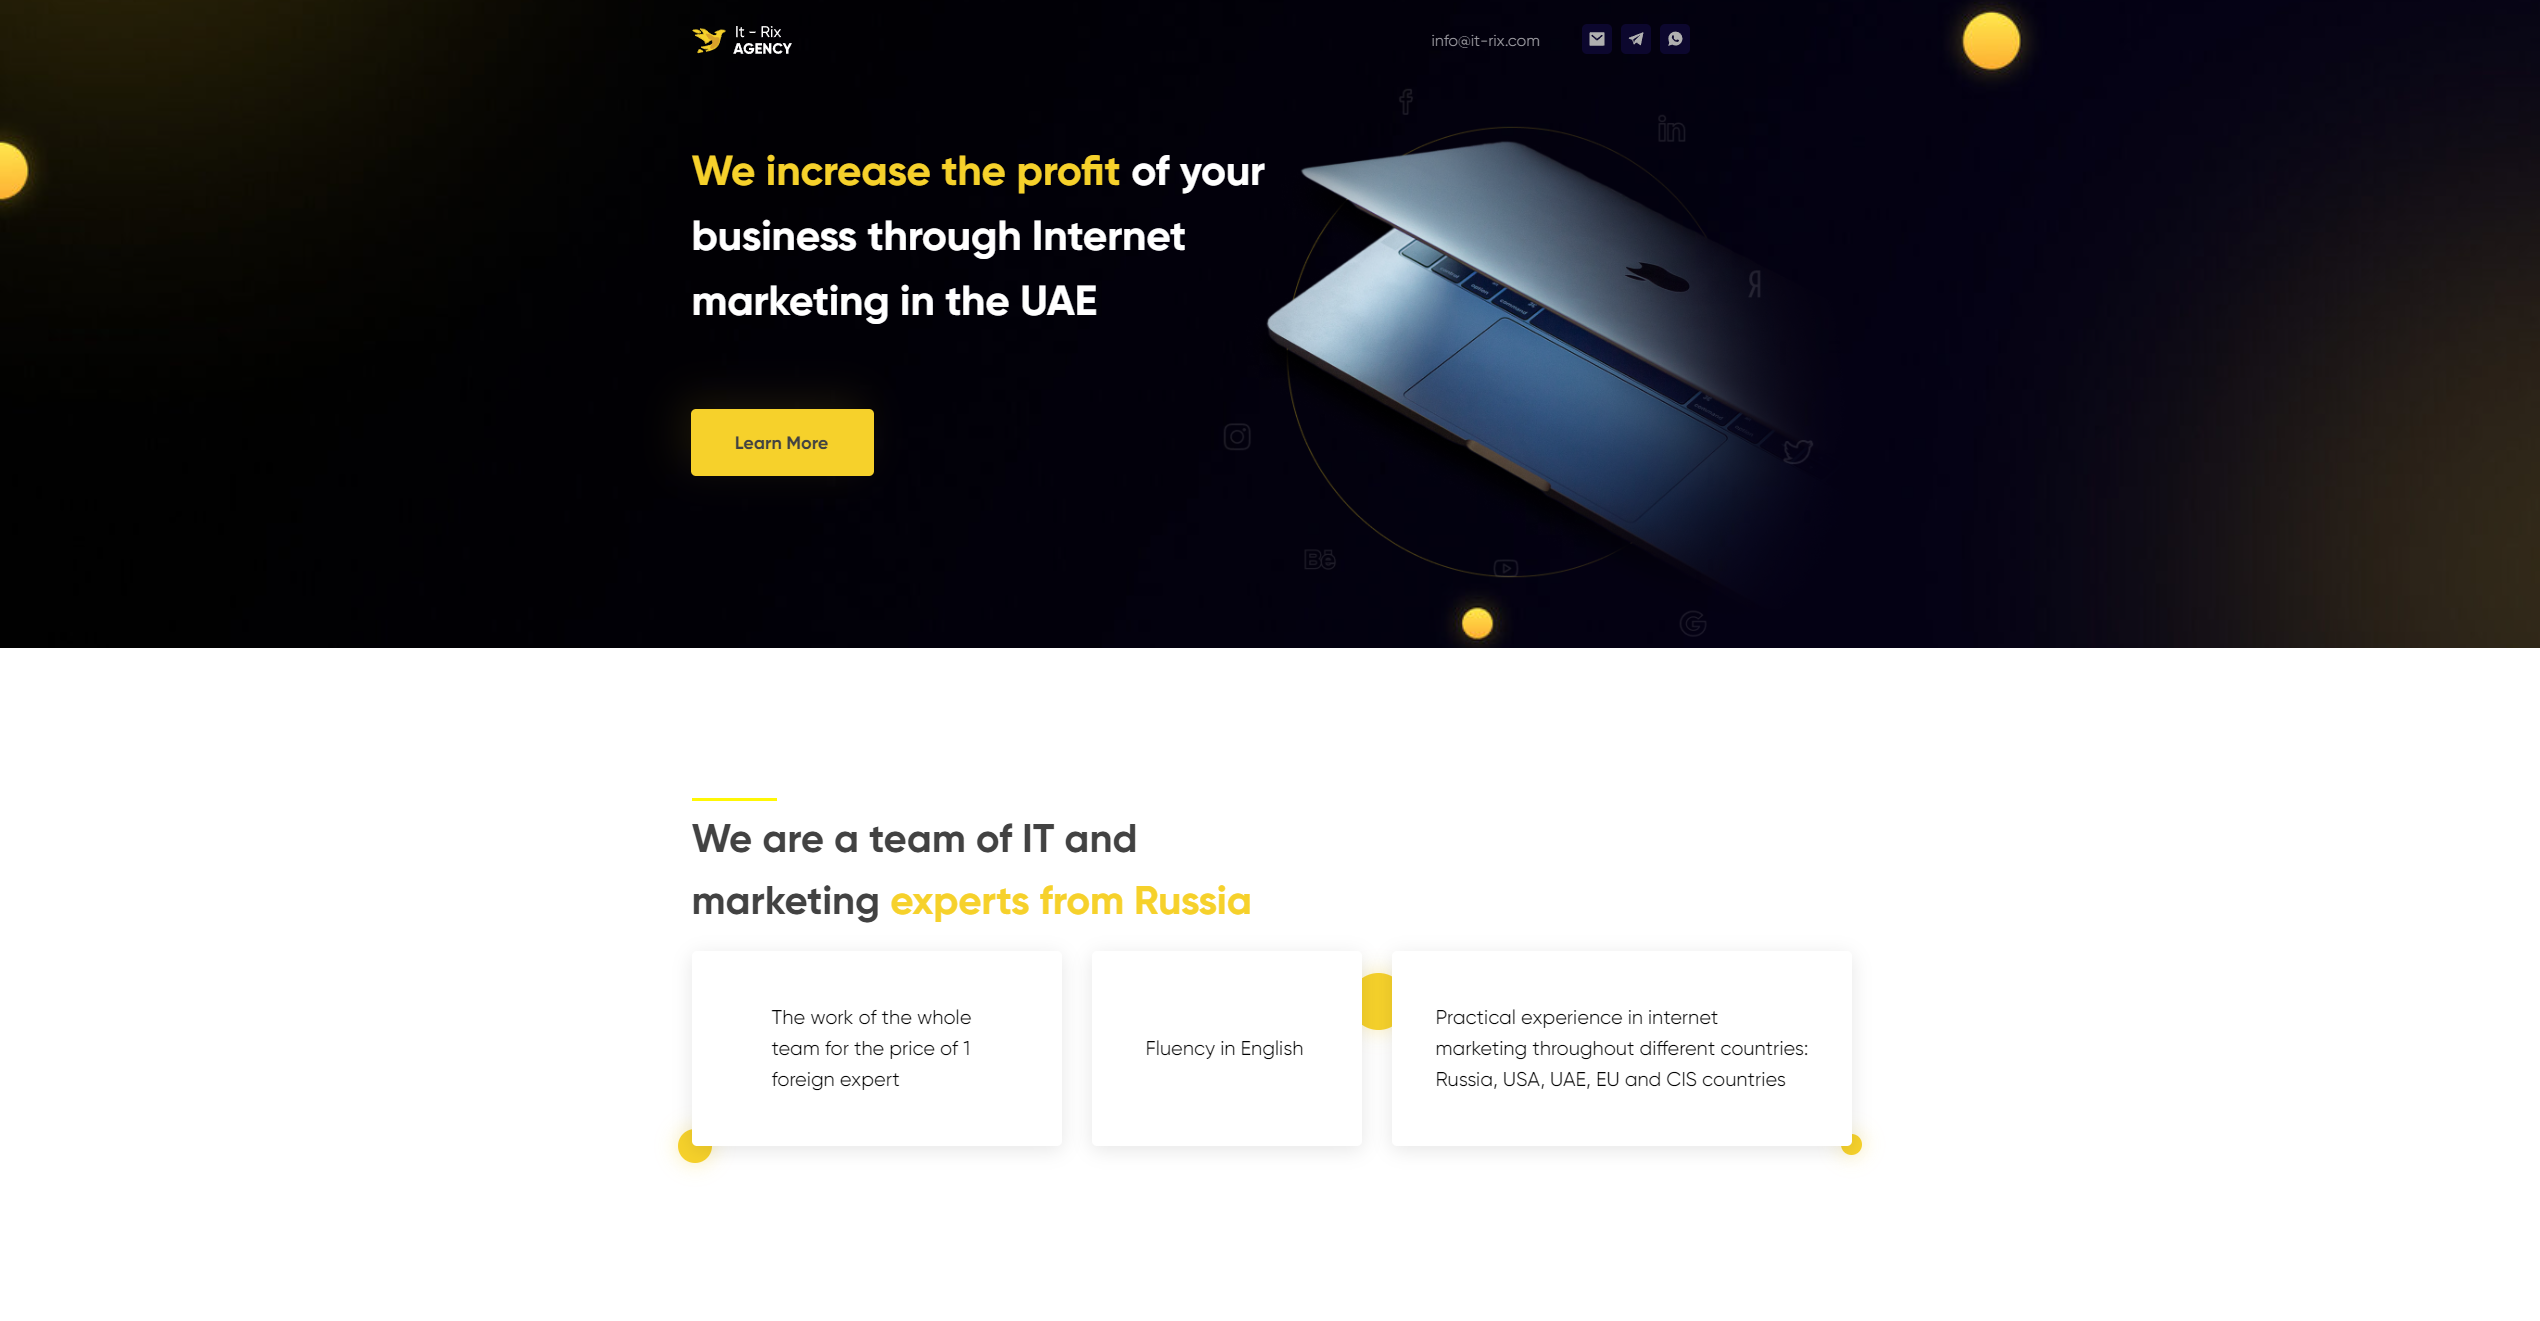 It - Rix
AGENCY
info@it-rix.com
We increase the profit of your
business through Internet
marketing in the UAE
Learn More
We are a team of IT and
marketing experts from Russia
The work of the whole
team for the price of 1
foreign expert
Fluency in English
Practical experience in internet
marketing throughout different countries:
Russia, USA, UAE, EU and CIS countries